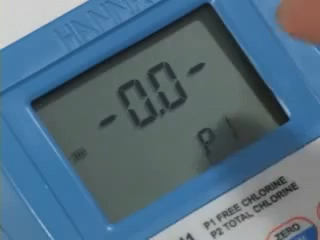 HANNA
-0.0-
P1
P1 FREE CHLORINE
P2 TOTAL CHLORINE
ZERO